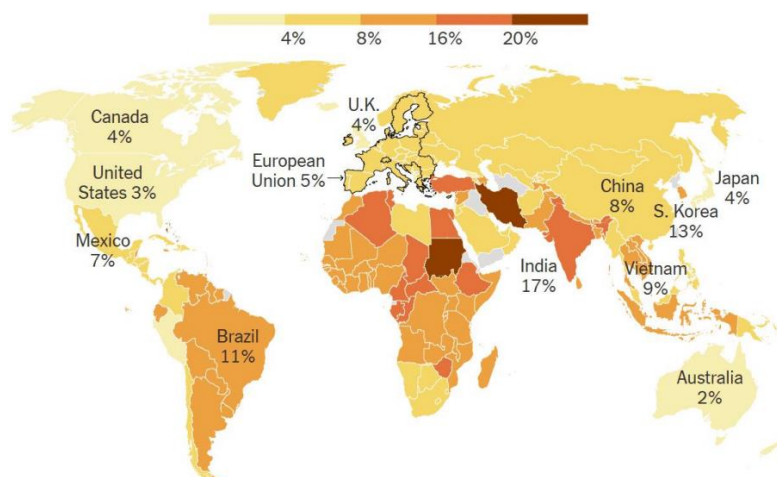 4%
8%
16%
20%
Canada
4%
United
States 3%
Mexico
7%
Brazil
11%
U.K.
4%
European
Union 5%
China
8%
Japan
4%
S. Korea
13%
India
17%
Vietnam
9%
Australia
2%